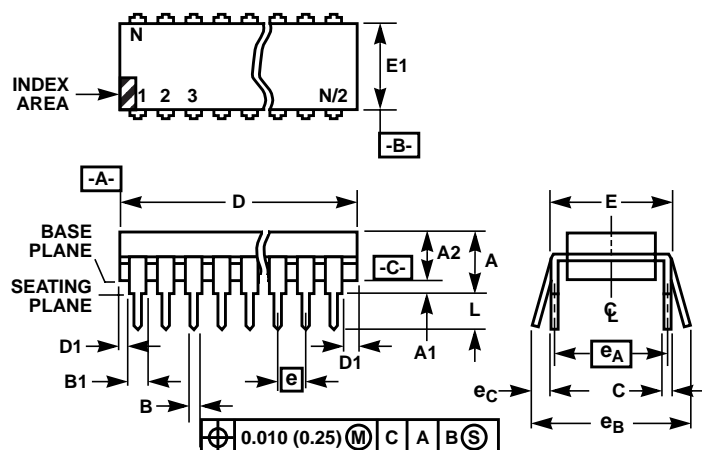 N
E1
INDEX
AREA
1 2 3 N/2
-B-
-A-
D
E
BASE
PLANE
A2
A
-C-
SEATING
PLANE
L
C
L
D1
A1
D1
eA
B1
e
eC
C
B
eB
0.010 (0.25) M C A B S